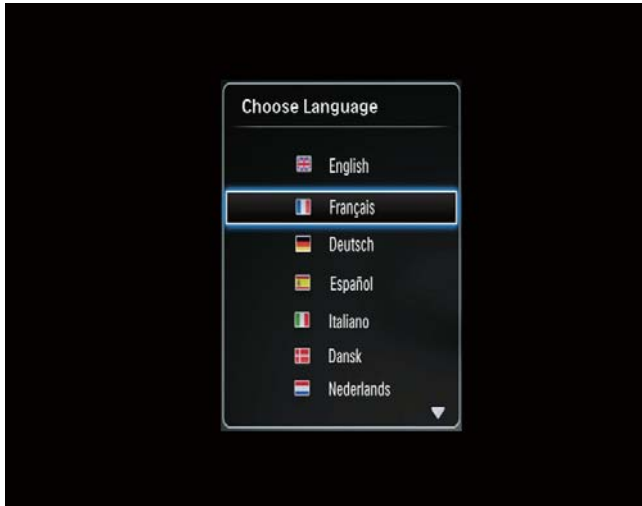 Choose Language
English
Français
Deutsch
Español
Italiano
Dansk
Nederlands